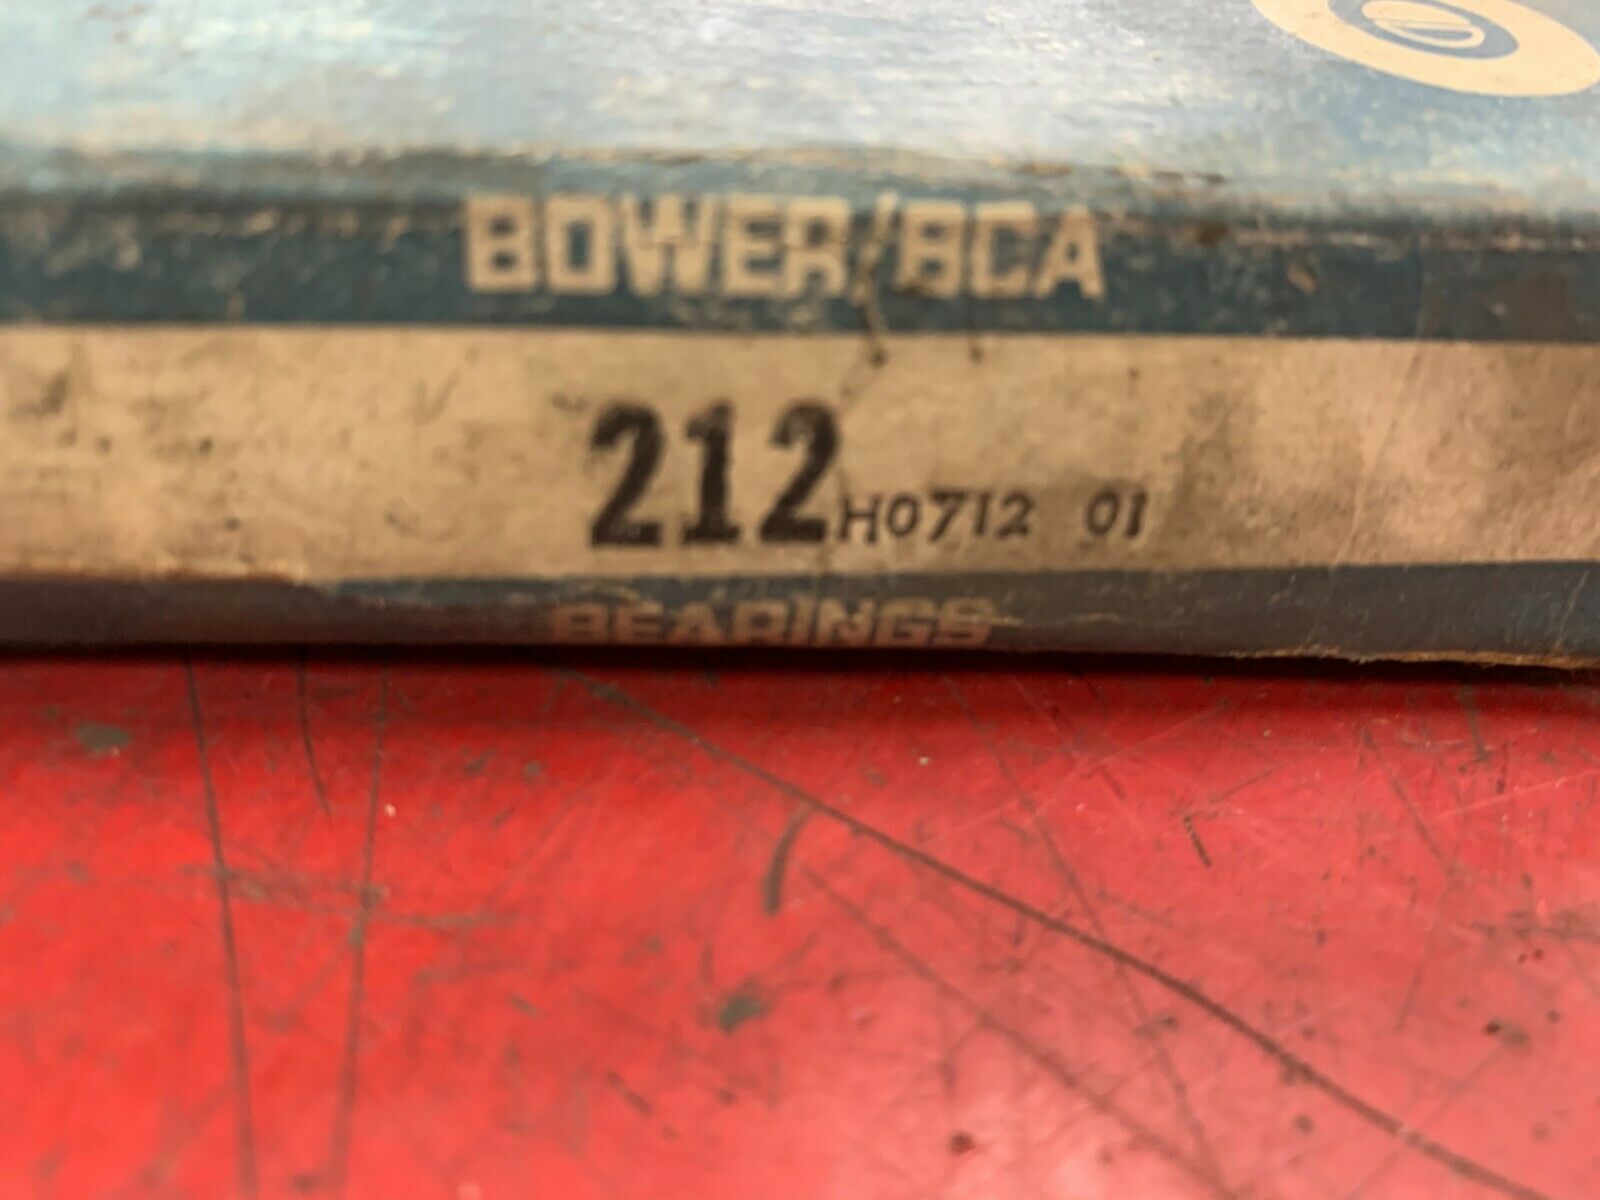 BOWER/BCA
212 H0712 01
BEARINGS